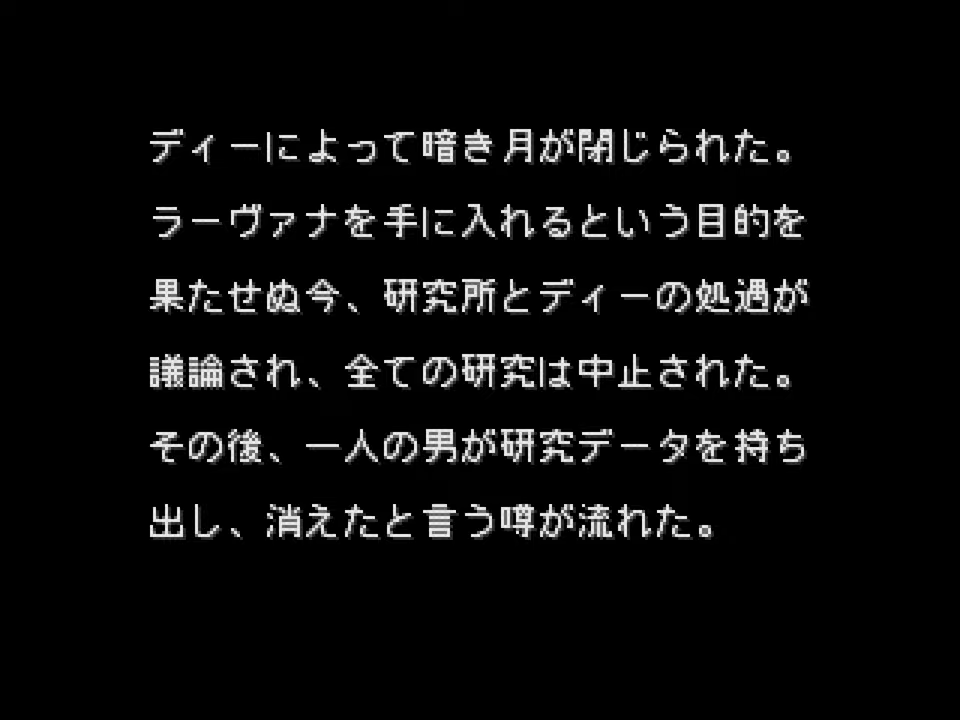 ディーによって暗き月が閉じられた。
ラーヴァナを手に入れるという目的を
果たせぬ今、研究所とディーの処遇が
議論され、全ての研究は中止された。
その後、一人の男が研究データを持ち
出し、消えたと言う噂が流れた。